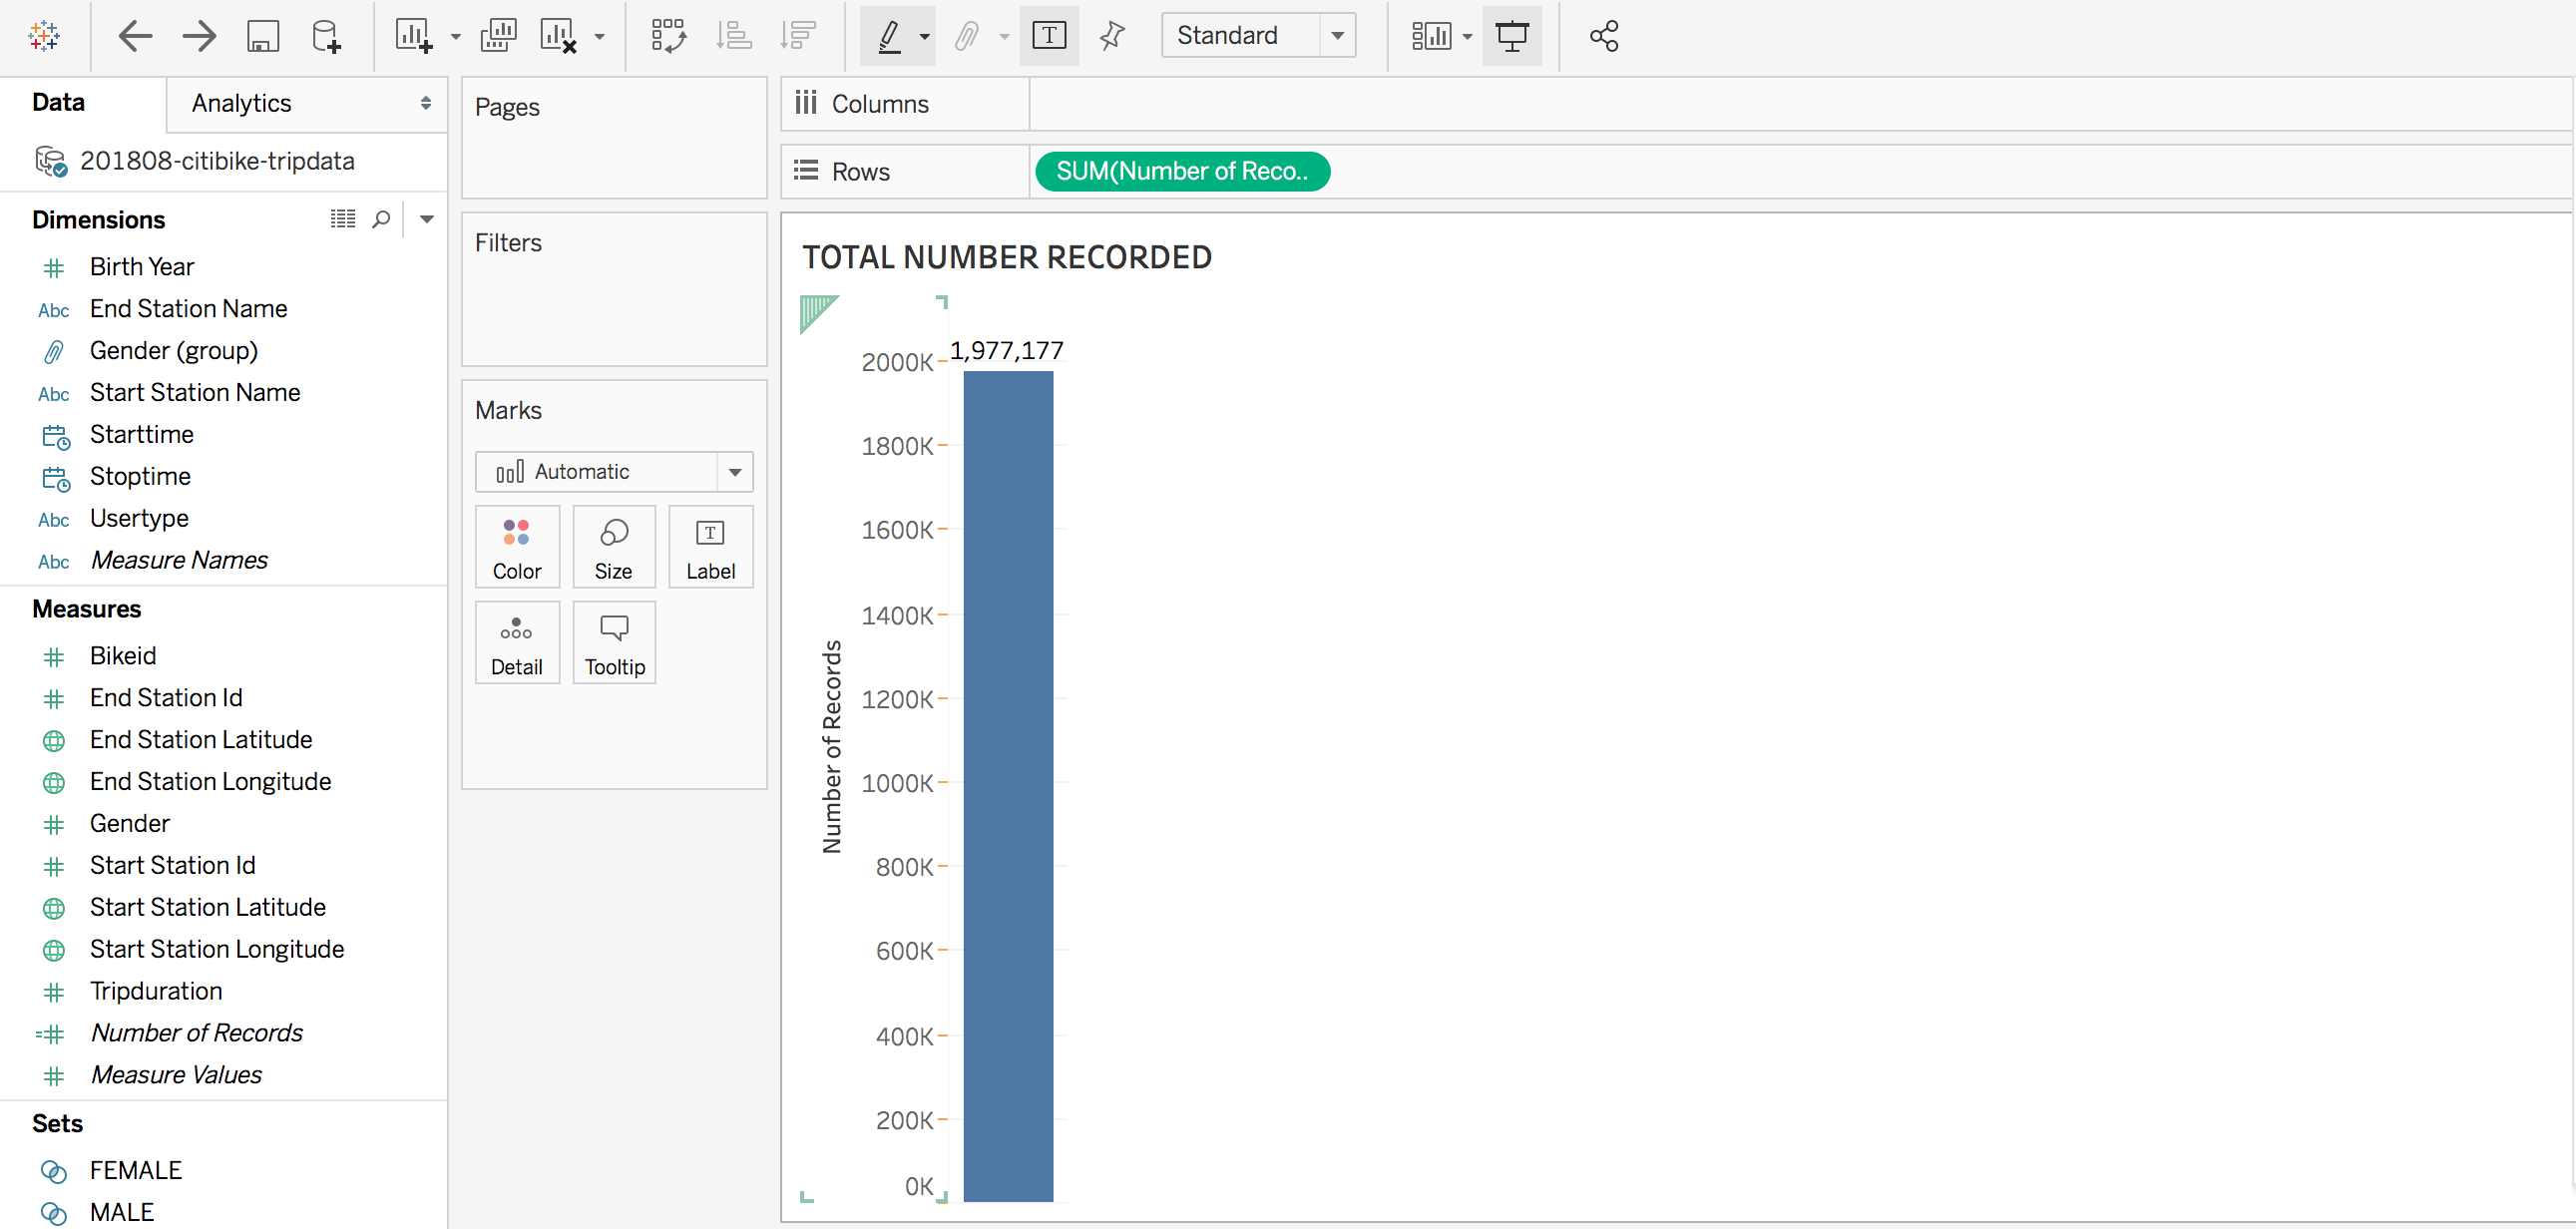 Standard
Data
Analytics
201808-citibike-tripdata
Dimensions
Birth Year
Abc End Station Name
Gender (group)
Abc Start Station Name
Starttime
Stoptime
Abc Usertype
Abc Measure Names
Measures
Bikeid
End Station Id
End Station Latitude
End Station Longitude
Gender
Start Station Id
Start Station Latitude
Start Station Longitude
Tripduration
Number of Records
Measure Values
Sets
FEMALE
MALE
Pages
Filters
Marks
Automatic
Color Size T Label
Detail Tooltip
Columns
Rows SUM(Number of Reco..
TOTAL NUMBER RECORDED
1,977,177
Number of Records
2000K
1800K
1600K
1400K
1200K
1000K
800K
600K
400K
200K
0K